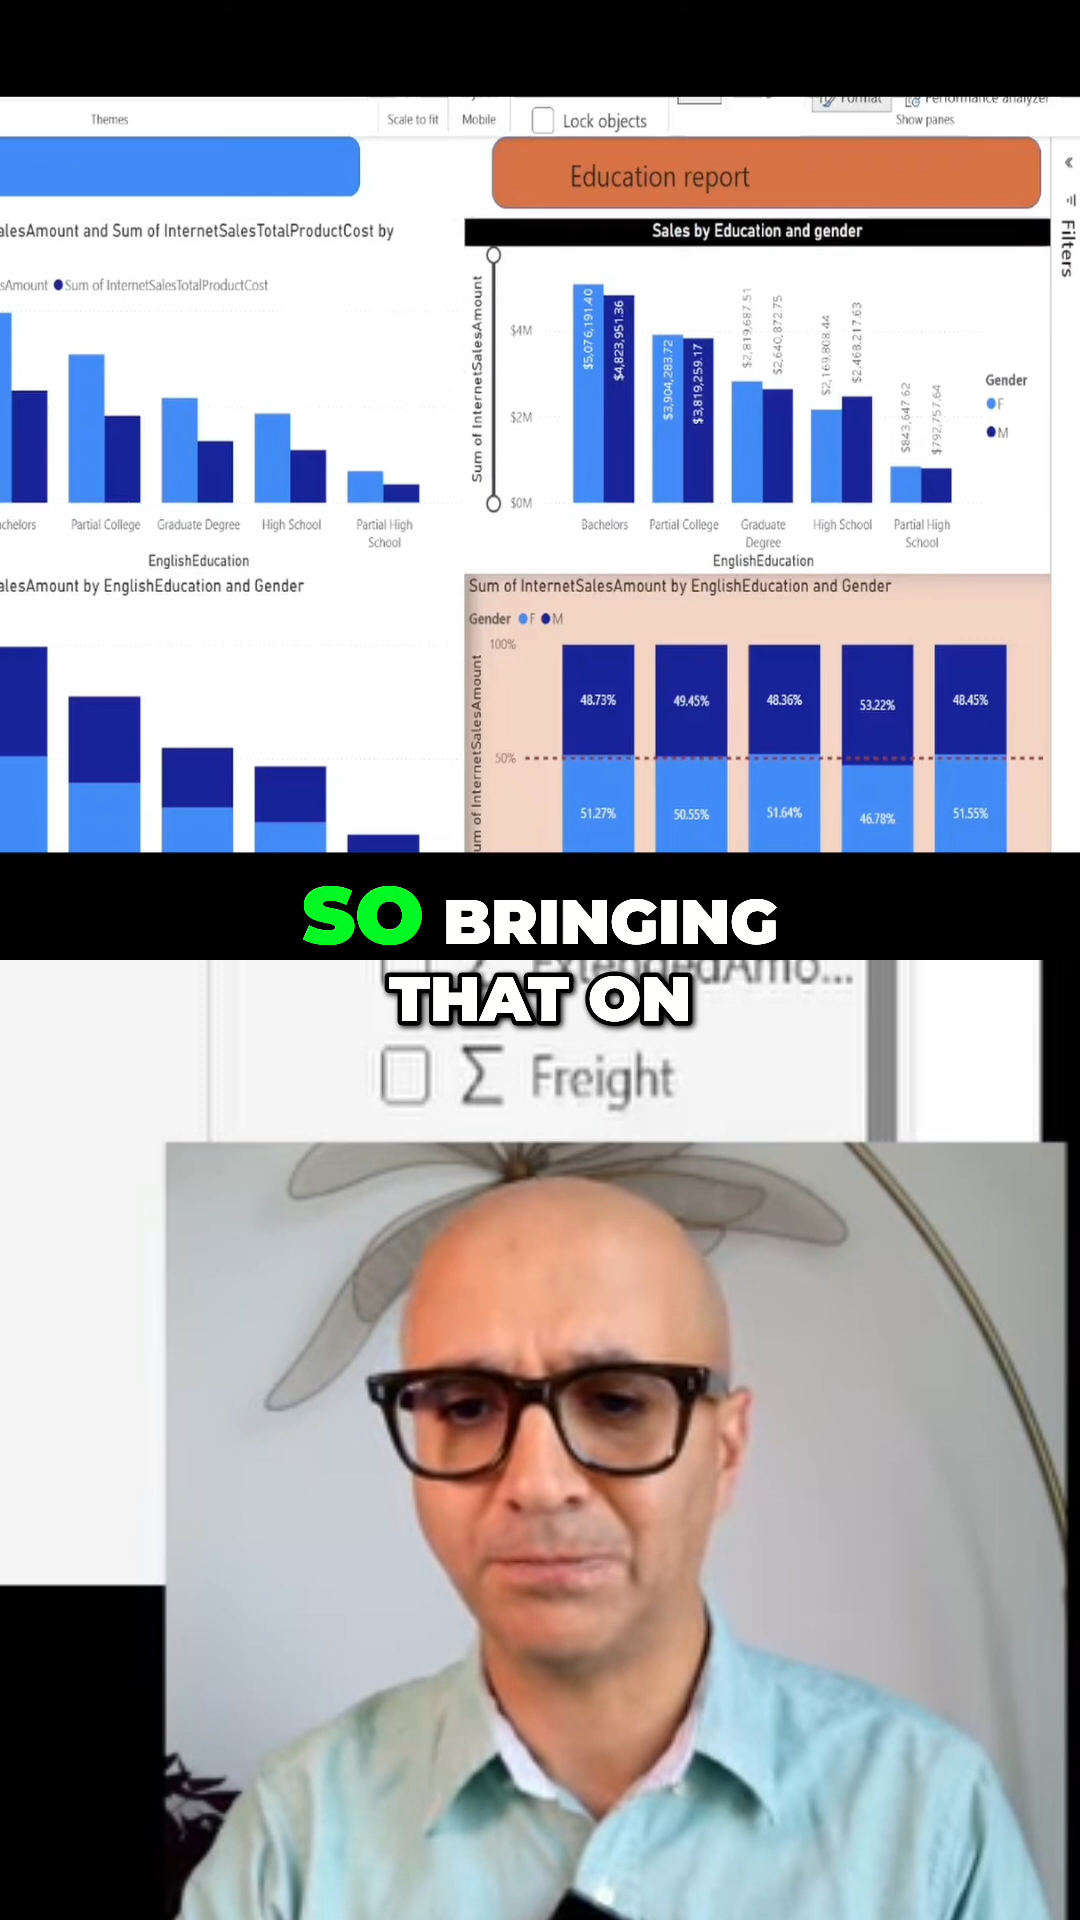 Format
Performance analyzer
Themes
Scale to fit
Mobile
Lock objects
Show panes
Education report
Filters
alesAmount and Sum of InternetSalesTotalProductCost by
sAmount
Sum of InternetSalesTotalProductCost
chelors
Partial College
Graduate Degree
High School
Partial High
School
EnglishEducation
Sales by Education and gender
Sum of InternetSalesAmount
$4M
$2M
$0M
$5,076,191.40
$4,823,951.36
$3,904,283.72
$3,819,259.17
$2,819,687.51
$2,640,872.75
$2,169,808.44
$2,468,217.63
$843,647.62
$792,757.64
Gender
F
M
Bachelors
Partial College
Graduate
Degree
High School
Partial High
School
EnglishEducation
alesAmount by EnglishEducation and Gender
Sum of InternetSalesAmount by EnglishEducation and Gender
Gender F M
um of InternetSalesAmount
100%
50%
48.73%
49.45%
48.36%
53.22%
48.45%
51.27%
50.55%
51.64%
46.78%
51.55%
SO BRINGING
THAT ON
ExtendedAmo...
Σ Freight